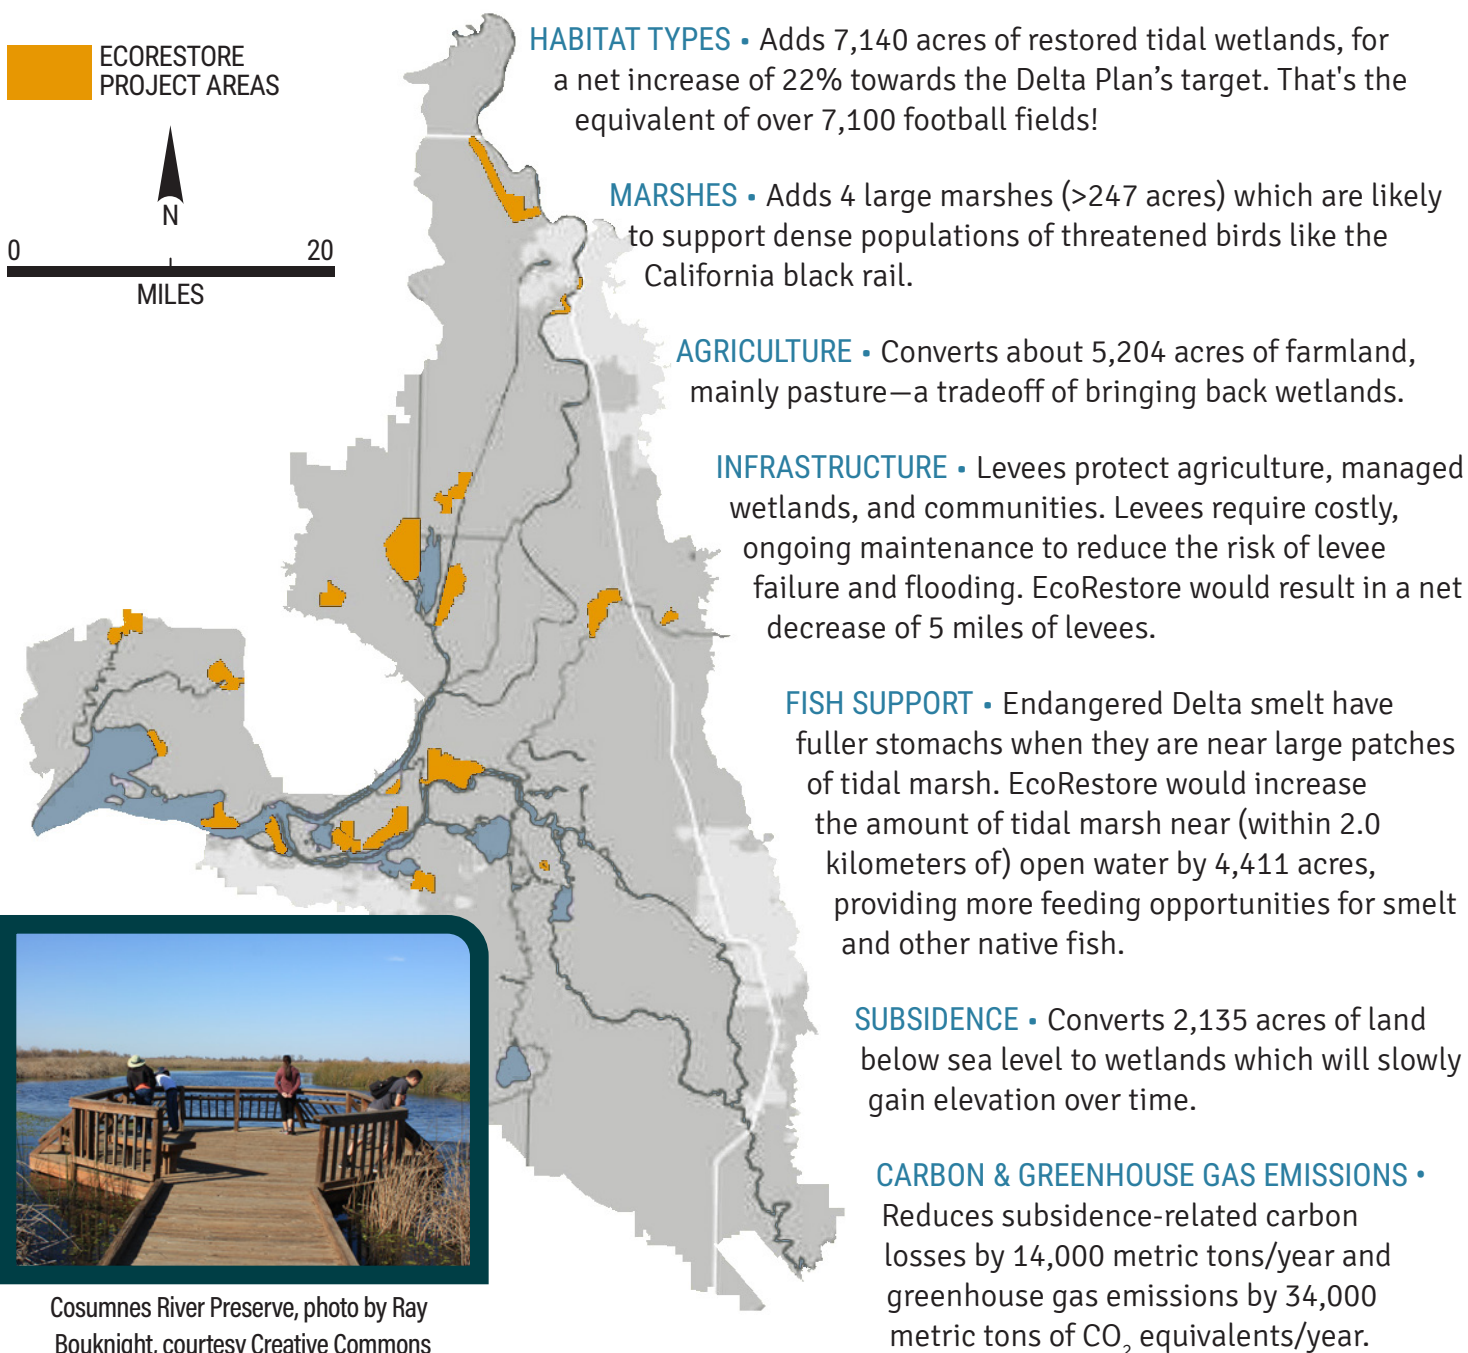 ECORESTORE
PROJECT AREAS
N
0 20
MILES
HABITAT TYPES • Adds 7,140 acres of restored tidal wetlands, for
a net increase of 22% towards the Delta Plan’s target. That's the
equivalent of over 7,100 football fields!
MARSHES • Adds 4 large marshes (>247 acres) which are likely
to support dense populations of threatened birds like the
California black rail.
AGRICULTURE • Converts about 5,204 acres of farmland,
mainly pasture—a tradeoff of bringing back wetlands.
INFRASTRUCTURE • Levees protect agriculture, managed
wetlands, and communities. Levees require costly,
ongoing maintenance to reduce the risk of levee
failure and flooding. EcoRestore would result in a net
decrease of 5 miles of levees.
FISH SUPPORT • Endangered Delta smelt have
fuller stomachs when they are near large patches
of tidal marsh. EcoRestore would increase
the amount of tidal marsh near (within 2.0
kilometers of) open water by 4,411 acres,
providing more feeding opportunities for smelt
and other native fish.
SUBSIDENCE • Converts 2,135 acres of land
below sea level to wetlands which will slowly
gain elevation over time.
CARBON & GREENHOUSE GAS EMISSIONS •
Reduces subsidence-related carbon
losses by 14,000 metric tons/year and
greenhouse gas emissions by 34,000
metric tons of CO₂ equivalents/year.
Cosumnes River Preserve, photo by Ray
Bouknight, courtesy Creative Commons